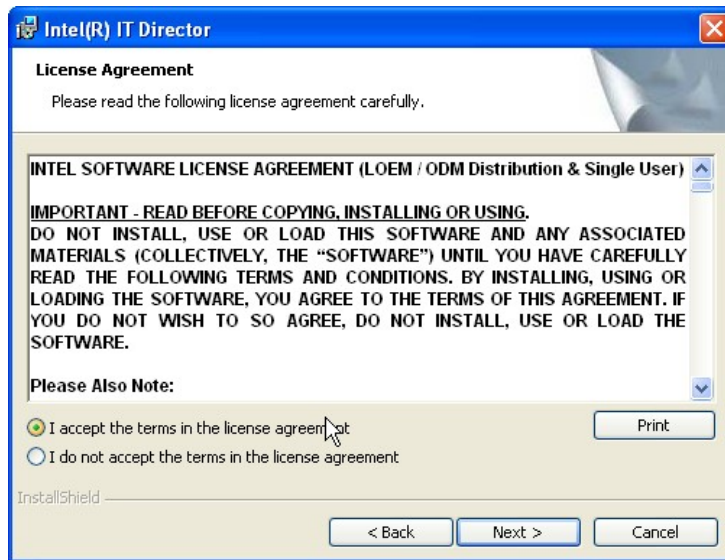 Intel(R) IT Director
License Agreement
Please read the following license agreement carefully.
INTEL SOFTWARE LICENSE AGREEMENT (LOEM / ODM Distribution & Single User)
IMPORTANT - READ BEFORE COPYING, INSTALLING OR USING.
DO NOT INSTALL, USE OR LOAD THIS SOFTWARE AND ANY ASSOCIATED
MATERIALS (COLLECTIVELY, THE “SOFTWARE”) UNTIL YOU HAVE CAREFULLY
READ THE FOLLOWING TERMS AND CONDITIONS. BY INSTALLING, USING OR
LOADING THE SOFTWARE, YOU AGREE TO THE TERMS OF THIS AGREEMENT. IF
YOU DO NOT WISH TO SO AGREE, DO NOT INSTALL, USE OR LOAD THE
SOFTWARE.
Please Also Note:
I accept the terms in the license agreement
Print
I do not accept the terms in the license agreement
InstallShield
< Back
Next >
Cancel